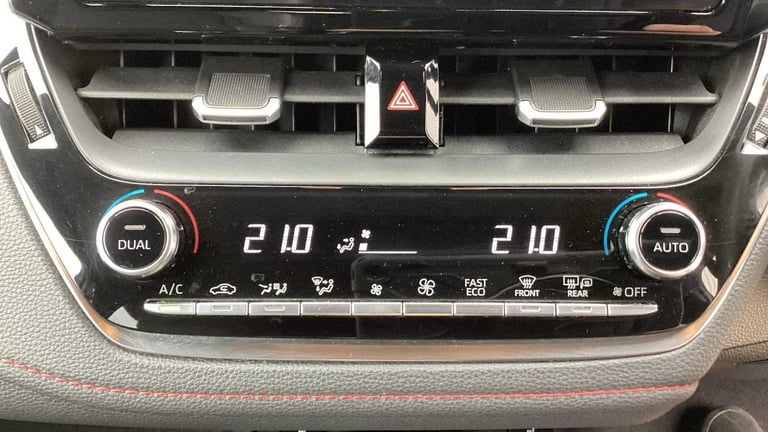 DUAL
21.0
21.0
AUTO
A/C
FAST
ECO
FRONT
REAR
OFF